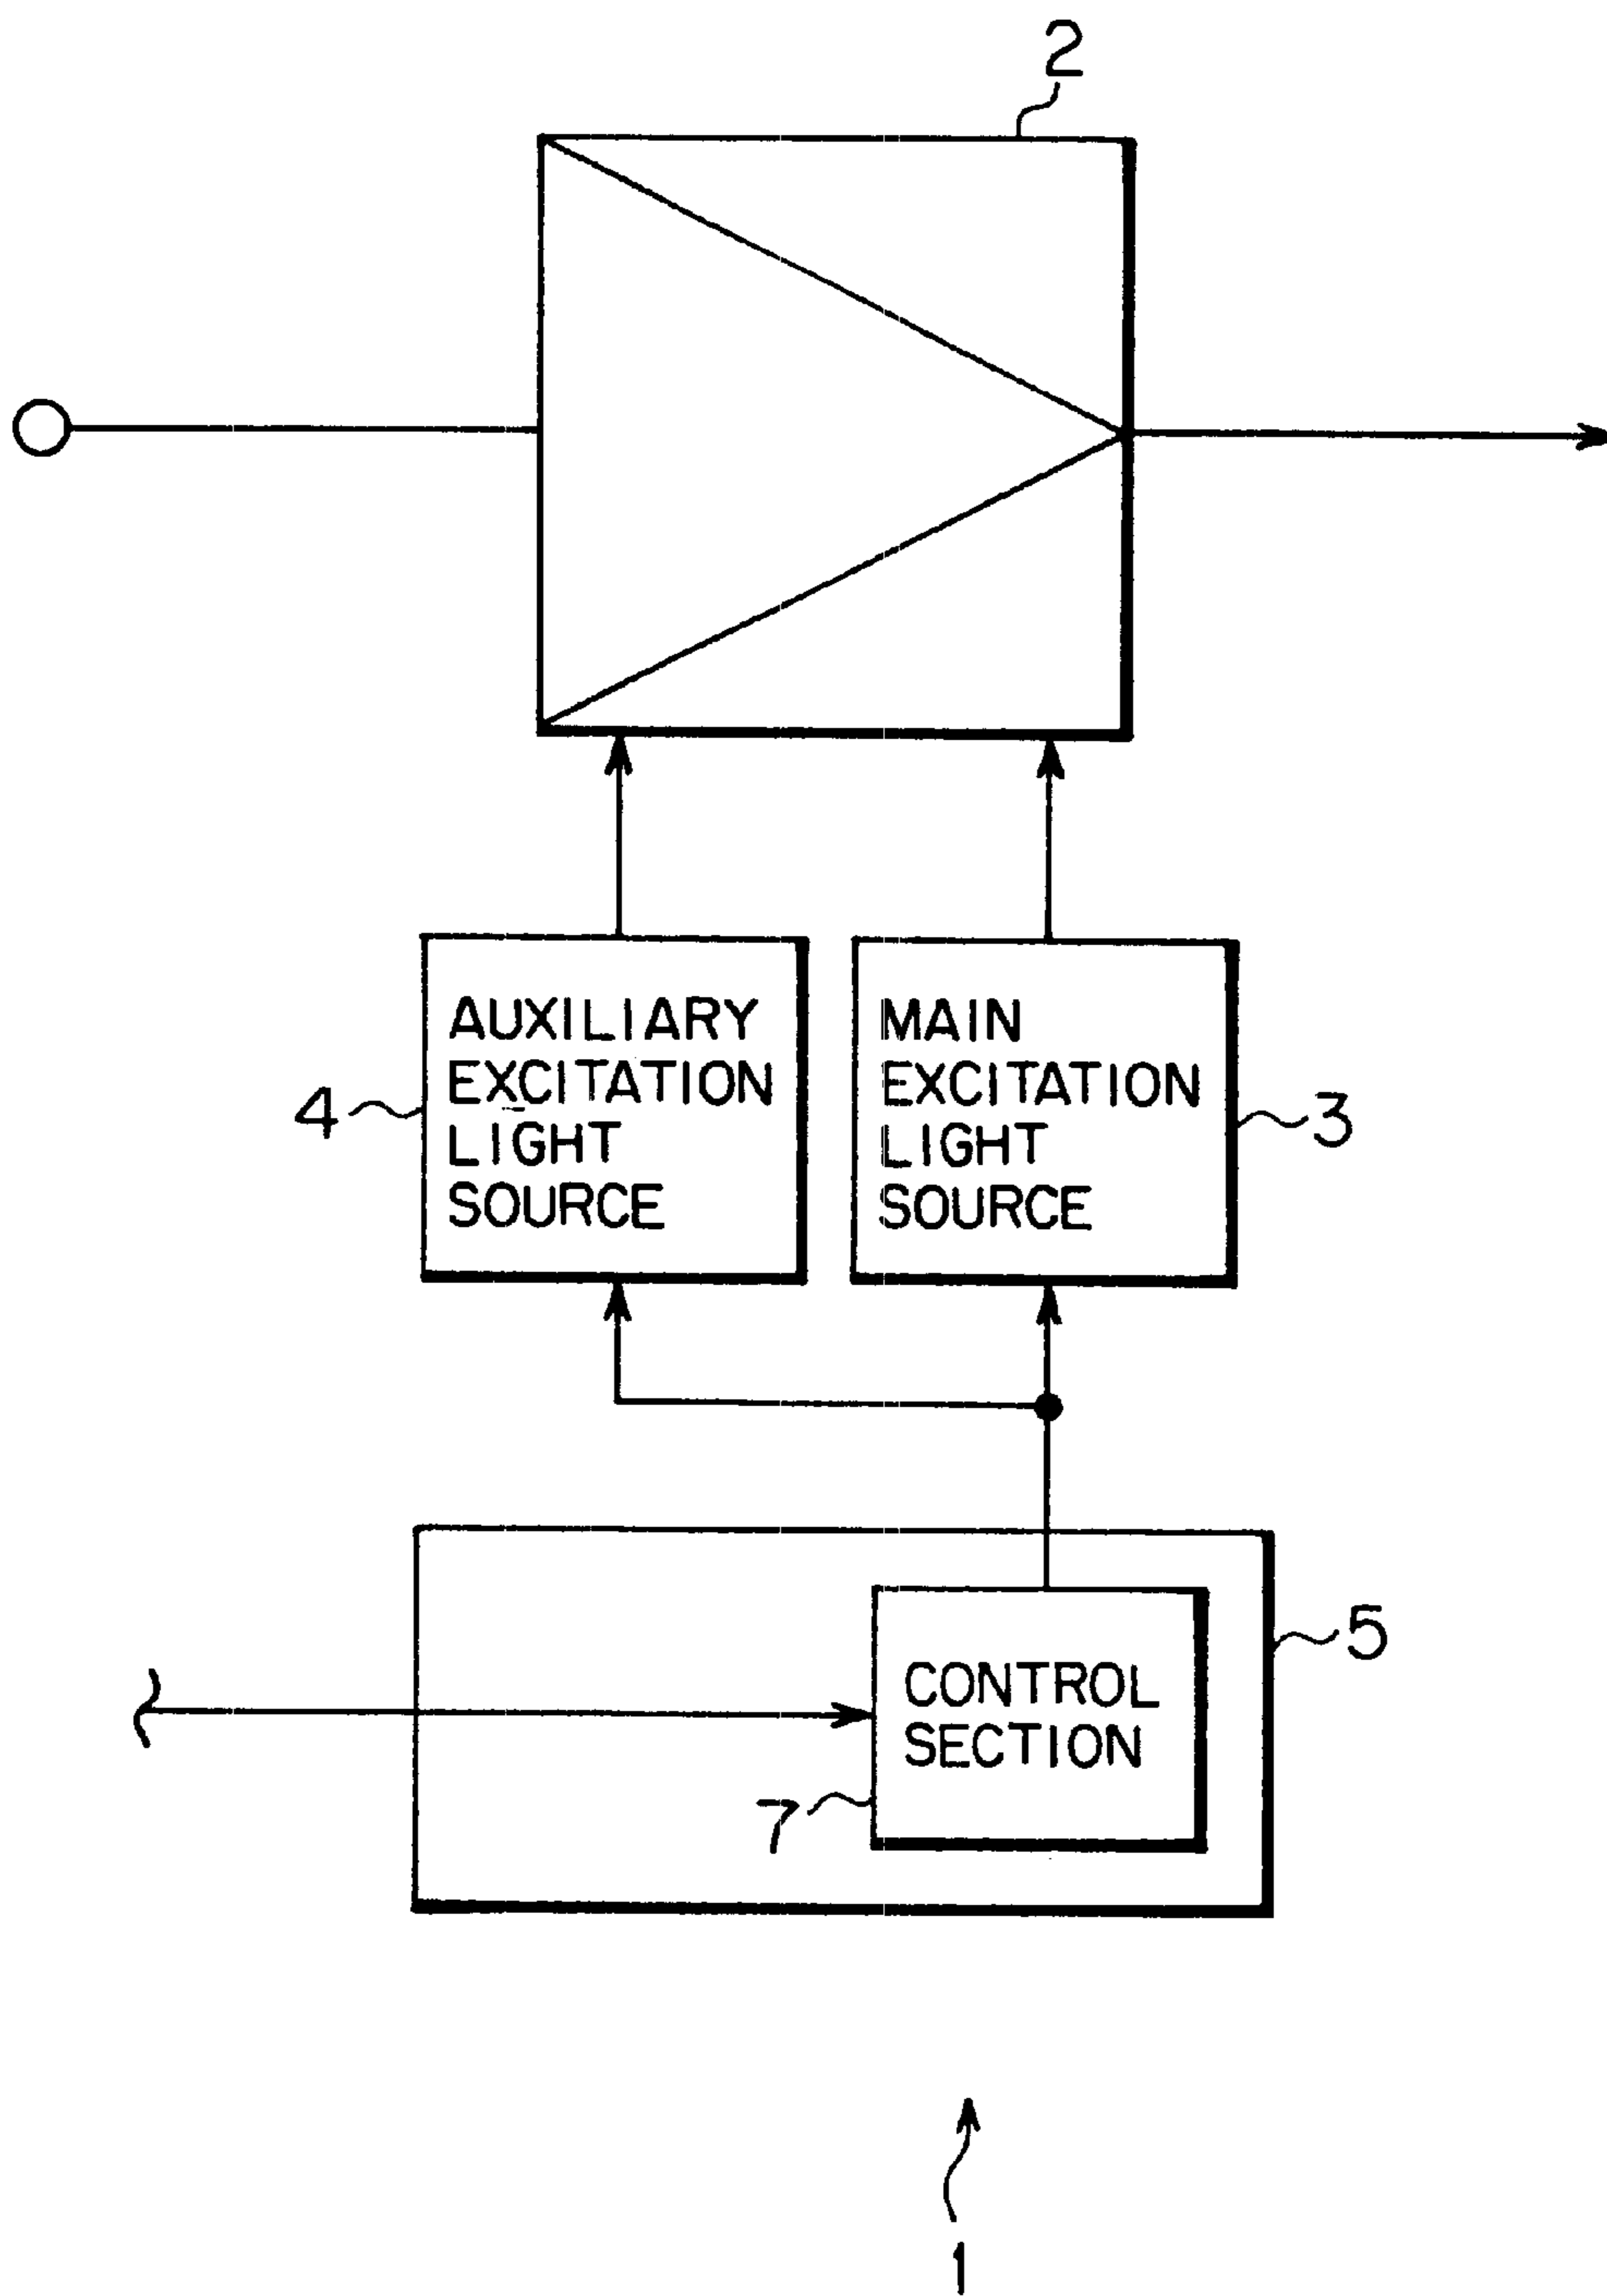 2
AUXILIARY
EXCITATION
LIGHT
SOURCE
4
MAIN
EXCITATION
LIGHT
SOURCE
3
5
CONTROL
SECTION
7
1